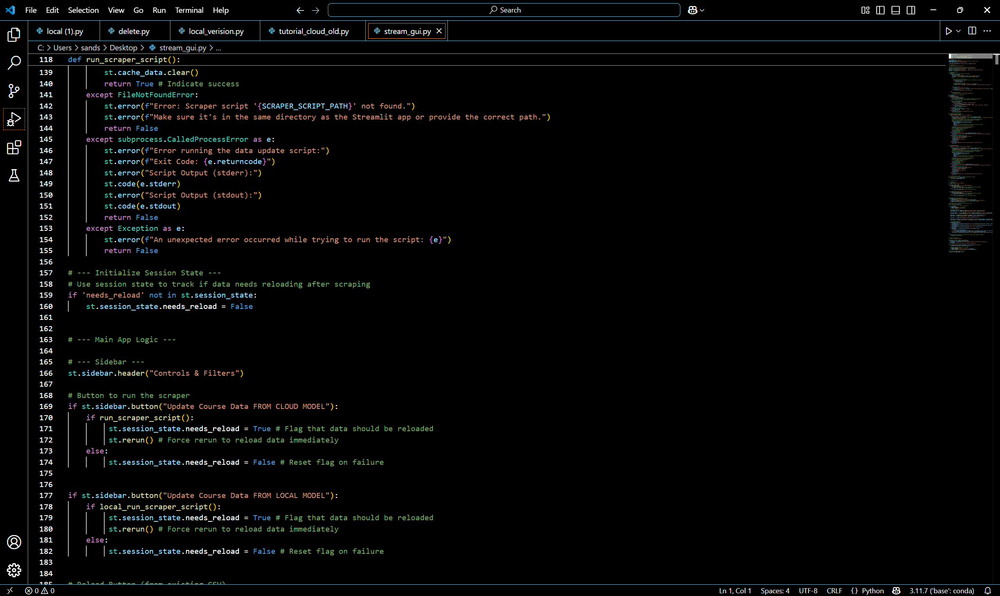 File Edit Selection View Go Run Terminal Help Search
local (1).py delete.py local_verision.py tutorial_cloud_old.py stream_gui.py
C: > Users > sands > Desktop > stream_gui.py > ...
118 def run_scraper_script():
139 st.cache_data.clear()
140 return True # Indicate success
141 except FileNotFoundError:
142 st.error(f"Error: Scraper script '{SCRAPER_SCRIPT_PATH}' not found.")
143 st.error(f"Make sure it's in the same directory as the Streamlit app or provide the correct path.")
144 return False
145 except subprocess.CalledProcessError as e:
146 st.error(f"Error running the data update script:")
147 st.error(f"Exit Code: {e.returncode}")
148 st.error("Script Output (stderr):")
149 st.code(e.stderr)
150 st.error("Script Output (stdout):")
151 st.code(e.stdout)
152 return False
153 except Exception as e:
154 st.error(f"An unexpected error occurred while trying to run the script: {e}")
155 return False
156
157 # --- Initialize Session State ---
158 # Use session state to track if data needs reloading after scraping
159 if 'needs_reload' not in st.session_state:
160 st.session_state.needs_reload = False
161
162
163 # --- Main App Logic ---
164
165 # --- Sidebar ---
166 st.sidebar.header("Controls & Filters")
167
168 # Button to run the scraper
169 if st.sidebar.button("Update Course Data FROM CLOUD MODEL"):
170 if run_scraper_script():
171 st.session_state.needs_reload = True # Flag that data should be reloaded
172 st.rerun() # Force rerun to reload data immediately
173 else:
174 st.session_state.needs_reload = False # Reset flag on failure
175
176
177 if st.sidebar.button("Update Course Data FROM LOCAL MODEL"):
178 if local_run_scraper_script():
179 st.session_state.needs_reload = True # Flag that data should be reloaded
180 st.rerun() # Force rerun to reload data immediately
181 else:
182 st.session_state.needs_reload = False # Reset flag on failure
183
184
185 # Reload Button (from existing CSV)
0 0 Ln 1, Col 1 Spaces: 4 UTF-8 CRLF {} Python 3.11.7 ('base': conda)